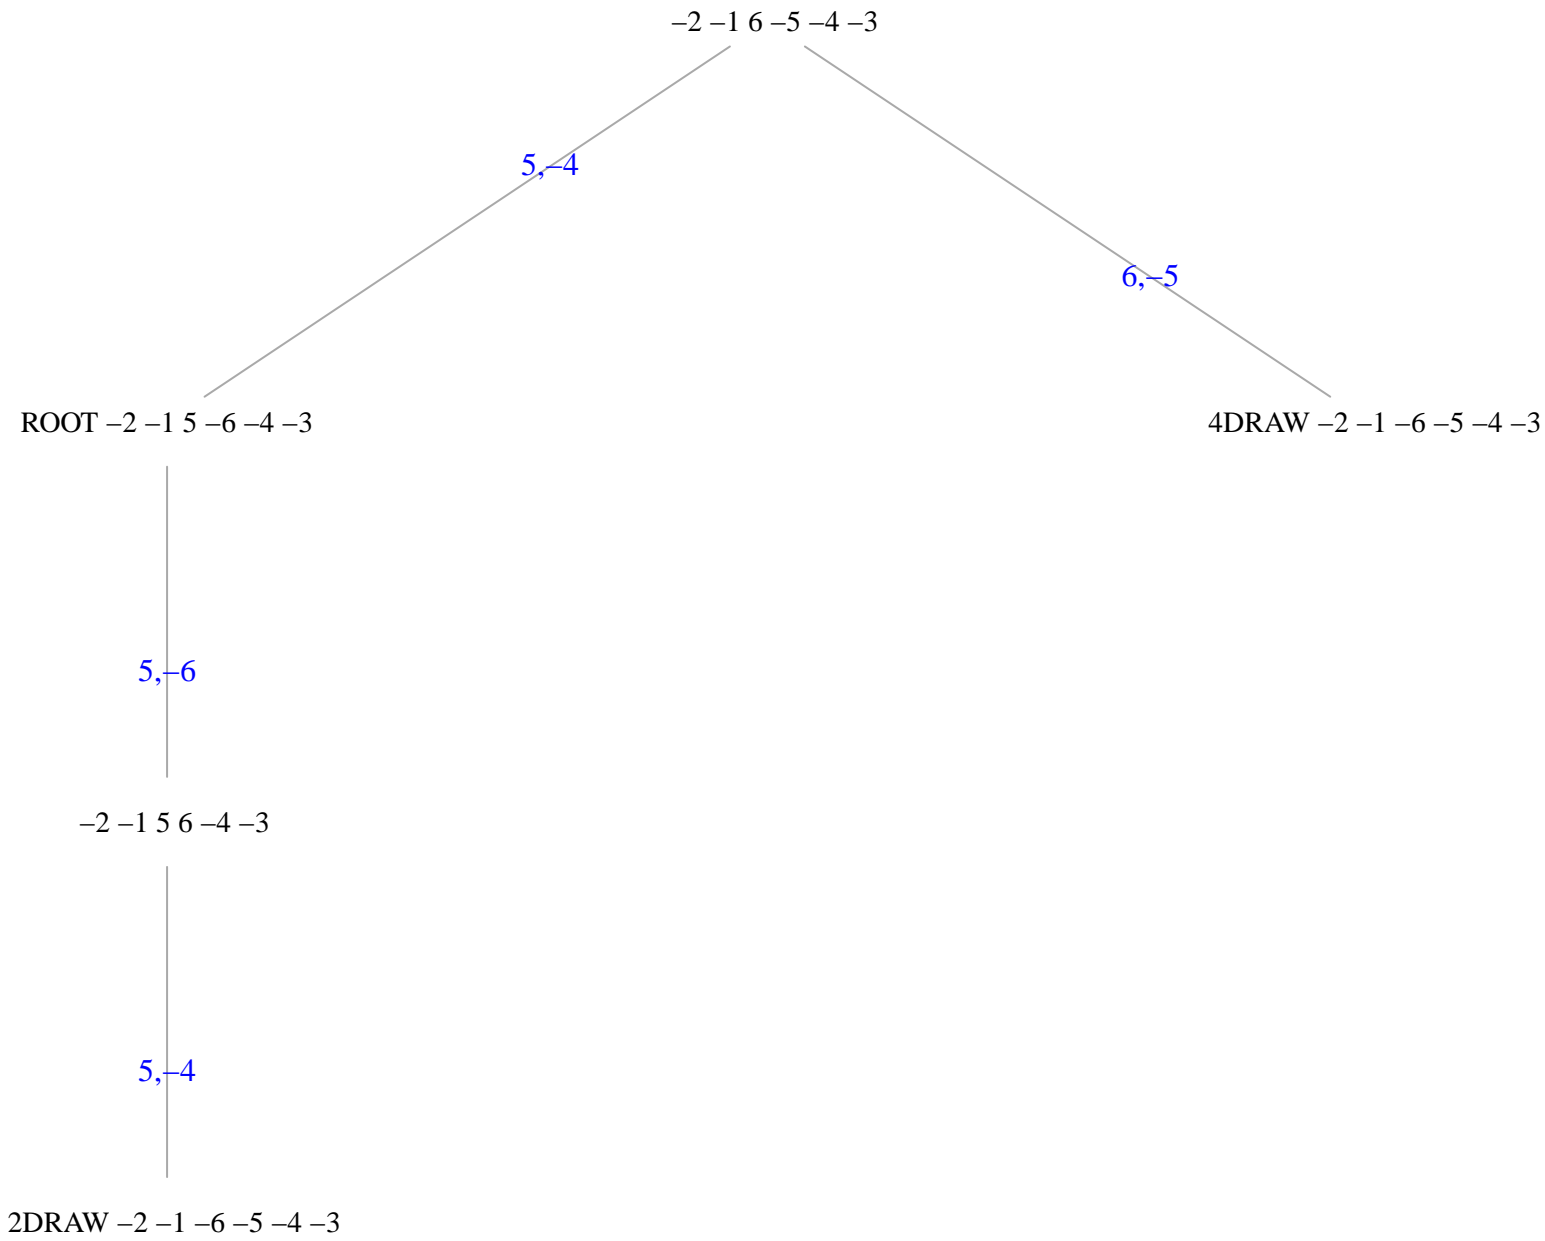 –2 –1 6 –5 –4 –3
5,–4
6,–5
ROOT –2 –1 5 –6 –4 –3
4DRAW –2 –1 –6 –5 –4 –3
5,–6
–2 –1 5 6 –4 –3
5,–4
2DRAW –2 –1 –6 –5 –4 –3